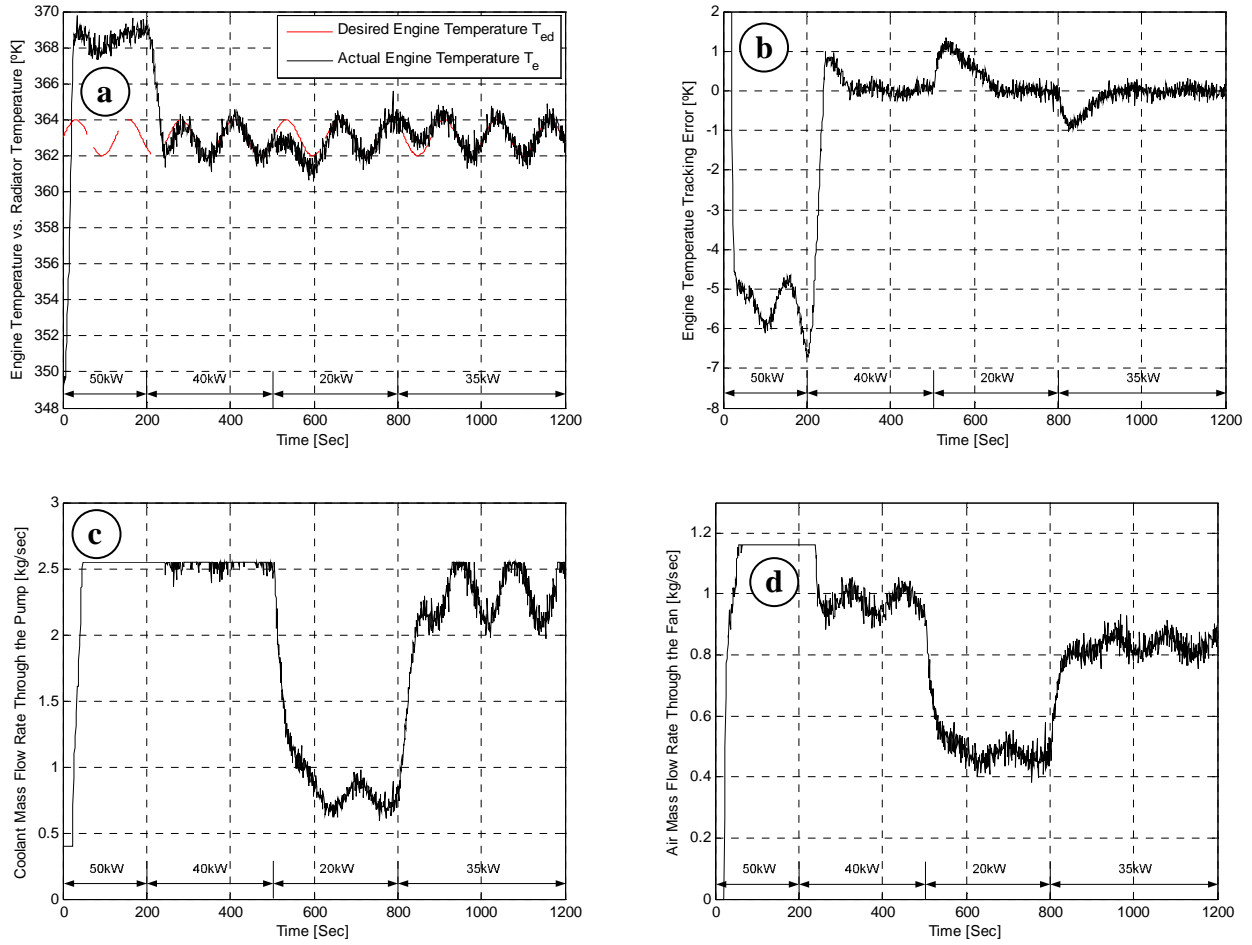 370
368
366
364
362
360
358
356
354
352
350
348
Engine Temperature vs. Radiator Temperature [ºK]
a
Desired Engine Temperature T_ed
Actual Engine Temperature T_e
50kW
40kW
20kW
35kW
0 200 400 600 800 1000 1200
Time [Sec]
2
1
0
-1
-2
-3
-4
-5
-6
-7
-8
Engine Temperatue Tracking Error [ºK]
b
50kW
40kW
20kW
35kW
0 200 400 600 800 1000 1200
Time [Sec]
3
2.5
2
1.5
1
0.5
0
Coolant Mass Flow Rate Through the Pump [kg/sec]
c
50kW
40kW
20kW
35kW
0 200 400 600 800 1000 1200
Time [Sec]
1.2
1
0.8
0.6
0.4
0.2
0
Air Mass Flow Rate Through the Fan [kg/sec]
d
50kW
40kW
20kW
35kW
0 200 400 600 800 1000 1200
Time [Sec]